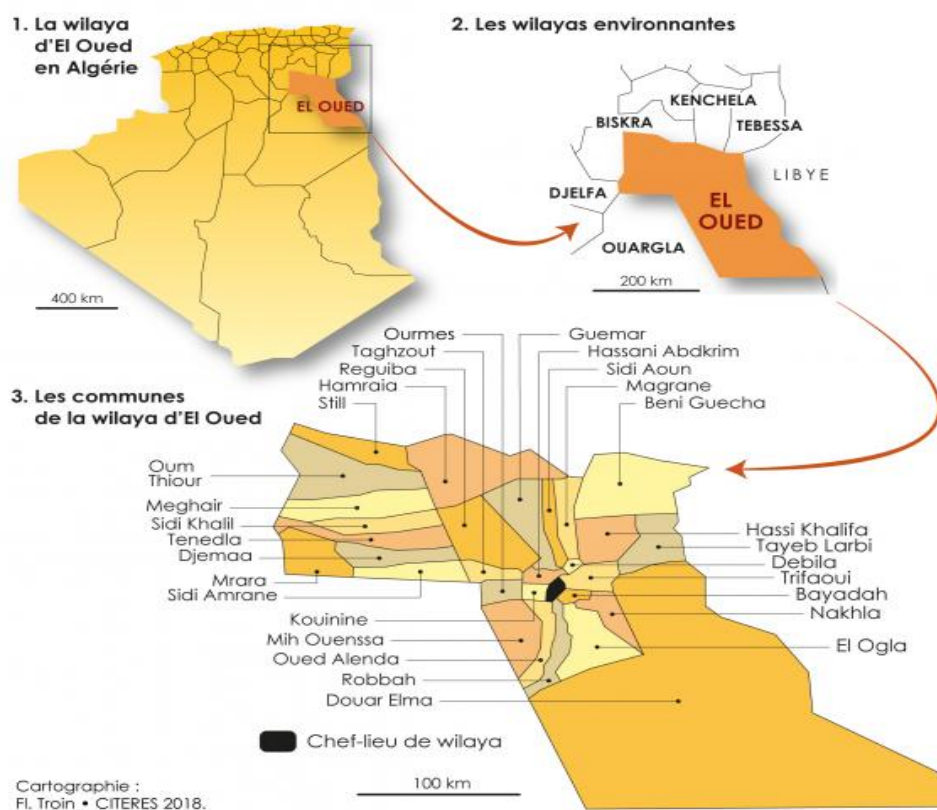 1. La wilaya
d'El Oued
en Algérie
EL OUED
400 km
2. Les wilayas environnantes
KENCHELA
BISKRA
TEBESSA
LIBYE
DJELFA
EL
OUED
OUARGLA
200 km
3. Les communes
de la wilaya d'El Oued
Ourmes
Taghzout
Reguiba
Hamraia
Still
Guemar
Hassani Abdkrim
Sidi Aoun
Magrane
Beni Guecha
Oum
Thiour
Meghair
Sidi Khalil
Tenedla
Djemaa
Mrara
Sidi Amrane
Hassi Khalifa
Tayeb Larbi
Debila
Trifaoui
Bayadah
Nakhla
El Ogla
Kouinine
Mih Ouenssa
Oued Alenda
Robbah
Douar Elma
Chef-lieu de wilaya
100 km
Cartographie :
Fl. Troin • CITERES 2018.